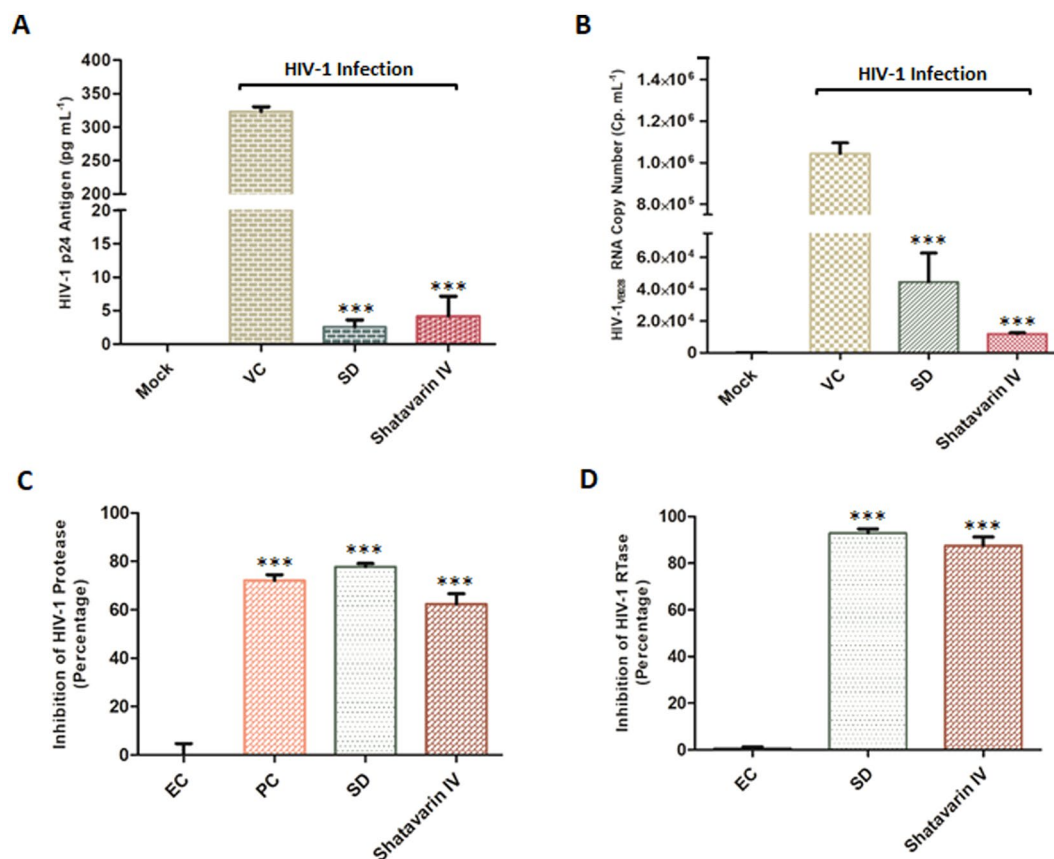 A
HIV-1 p24 Antigen (pg mL⁻¹)
400
350
300
250
200
20
15
10
5
0
HIV-1 Infection
***
***
Mock
VC
SD
Shatavarin IV
B
RNA Copy Number (Cp. mL⁻¹)
1.4×10⁶
1.2×10⁶
1.0×10⁶
8.0×10⁵
6.0×10⁴
4.0×10⁴
2.0×10⁴
0
HIV-1 Infection
***
***
Mock
VC
SD
Shatavarin IV
C
Inhibition of HIV-1 Protease
(Percentage)
100
80
60
40
20
0
***
***
***
EC
PC
SD
Shatavarin IV
D
Inhibition of HIV-1 RTase
(Percentage)
100
80
60
40
20
0
***
***
EC
SD
Shatavarin IV